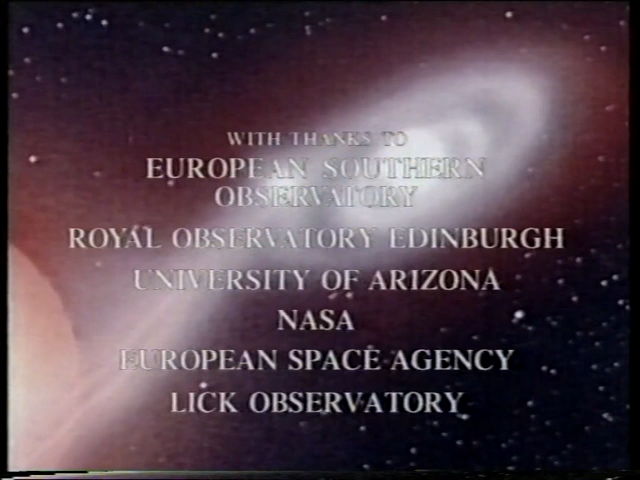 WITH THANKS TO
EUROPEAN SOUTHERN
OBSERVATORY
ROYAL OBSERVATORY EDINBURGH
UNIVERSITY OF ARIZONA
NASA
EUROPEAN SPACE AGENCY
LICK OBSERVATORY